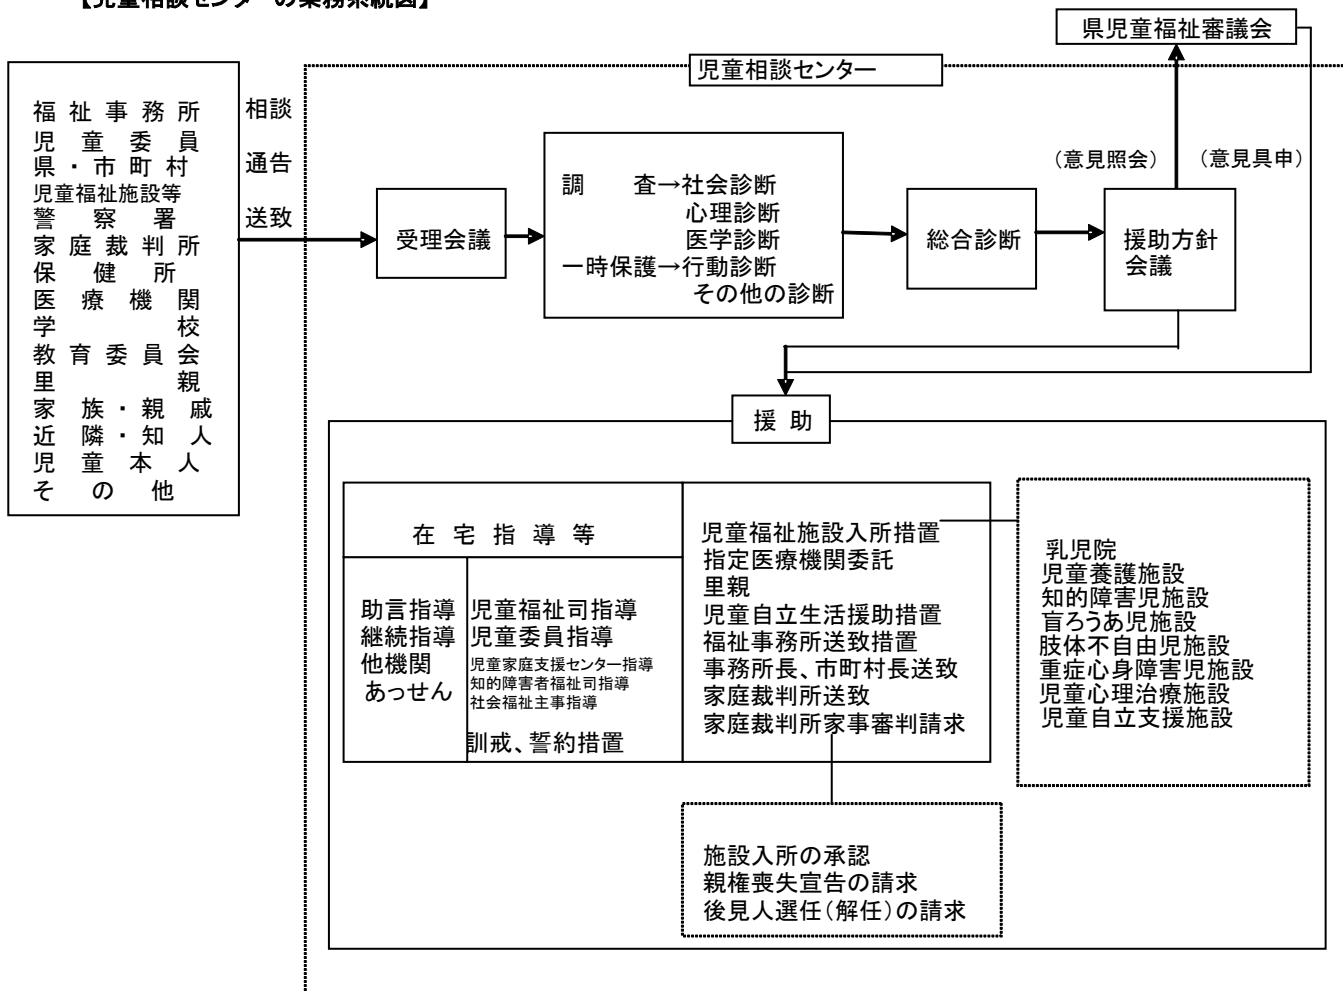 【児童相談センターの業務系統図】
県児童福祉審議会
児童相談センター
福祉事務所
児童委員
県・市町村
児童福祉施設等
警察署
家庭裁判所
保健所
医療機関
学校
教育委員会
里親
家族・親戚
近隣・知人
児童本人
その他
相談
通告
送致
受理会議
調　査→社会診断
心理診断
医学診断
一時保護→行動診断
その他の診断
総合診断
援助方針
会議
(意見照会)
(意見具申)
援助
在宅指導等
助言指導
継続指導
他機関
あっせん
児童福祉司指導
児童委員指導
児童家庭支援センター指導
知的障害者福祉司指導
社会福祉主事指導
訓戒、誓約措置
児童福祉施設入所措置
指定医療機関委託
里親
児童自立生活援助措置
福祉事務所送致措置
事務所長、市町村長送致
家庭裁判所送致
家庭裁判所家事審判請求
乳児院
児童養護施設
知的障害児施設
盲ろうあ児施設
肢体不自由児施設
重症心身障害児施設
児童心理治療施設
児童自立支援施設
施設入所の承認
親権喪失宣告の請求
後見人選任(解任)の請求